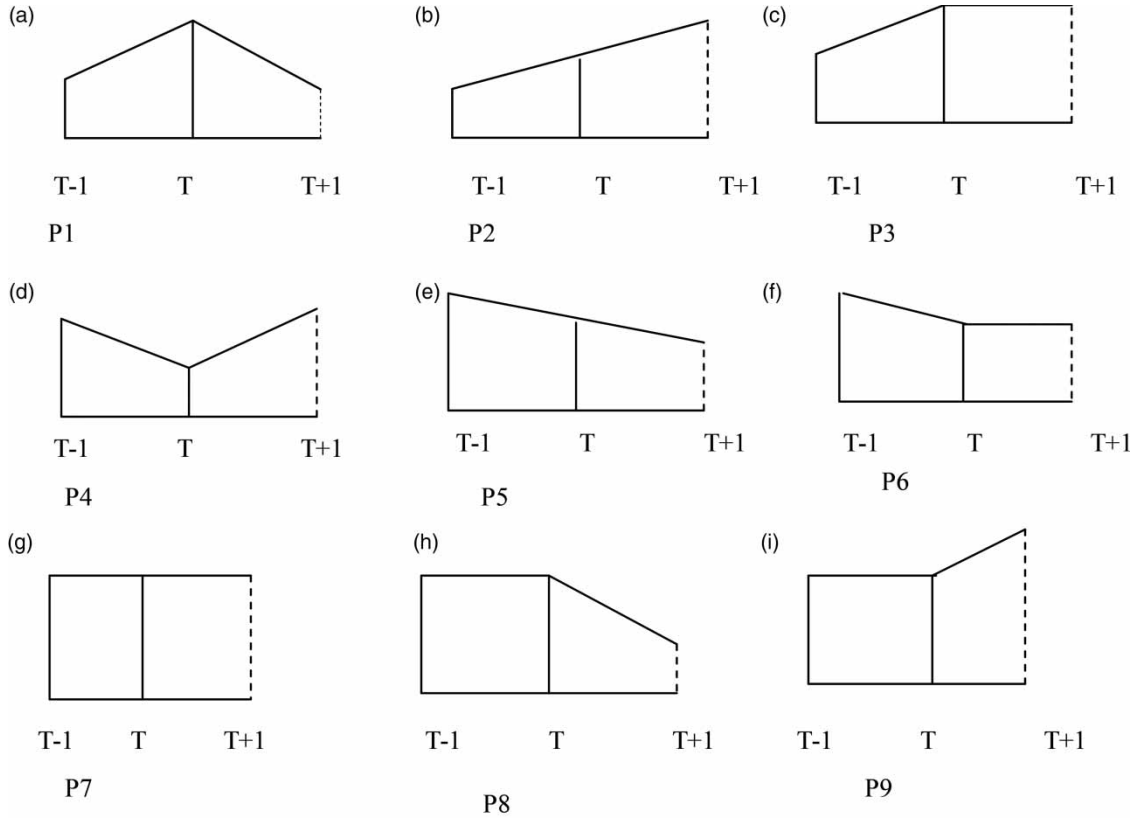 (a)
T-1 T T+1
P1
(b)
T-1 T T+1
P2
(c)
T-1 T T+1
P3
(d)
T-1 T T+1
P4
(e)
T-1 T T+1
P5
(f)
T-1 T T+1
P6
(g)
T-1 T T+1
P7
(h)
T-1 T T+1
P8
(i)
T-1 T T+1
P9